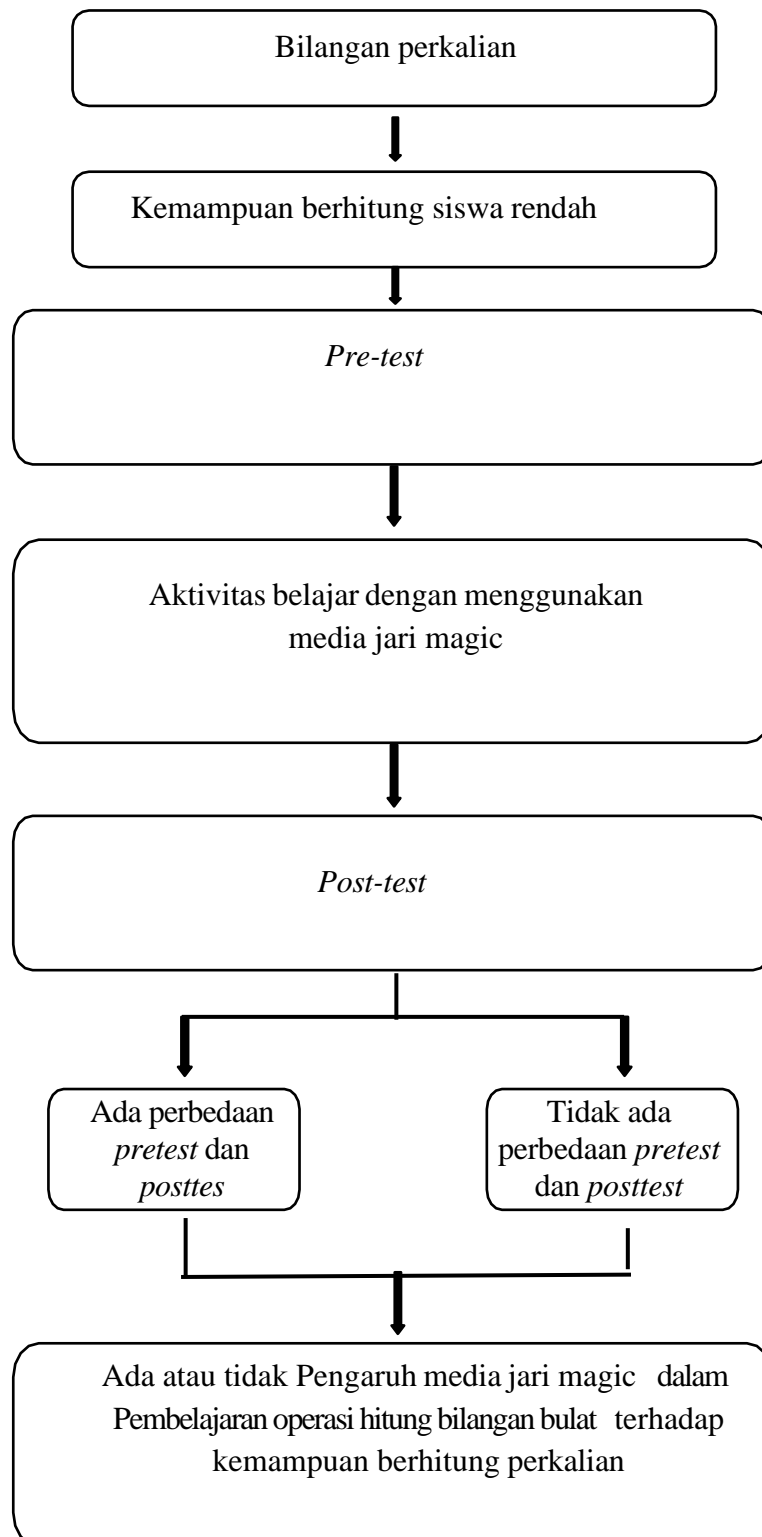 Bilangan perkalian
Kemampuan berhitung siswa rendah
Pre-test
Aktivitas belajar dengan menggunakan
media jari magic
Post-test
Ada perbedaan
pretest dan
posttes
Tidak ada
perbedaan pretest
dan posttest
Ada atau tidak Pengaruh media jari magic dalam
Pembelajaran operasi hitung bilangan bulat terhadap
kemampuan berhitung perkalian